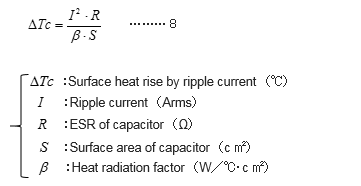 ΔTc = I² · R / β · S ……… 8
ΔTc ：Surface heat rise by ripple current（℃）
I ：Ripple current（Arms）
R ：ESR of capacitor（Ω）
S ：Surface area of capacitor（c㎡）
β ：Heat radiation factor（W／℃･c㎡）